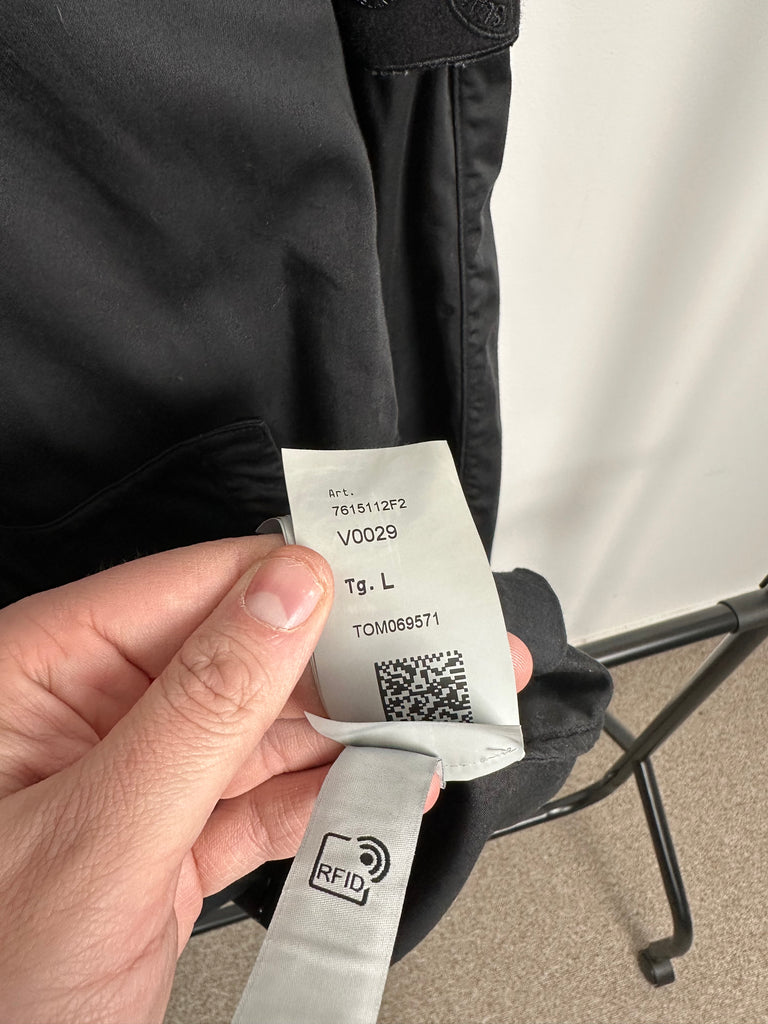 Art.
7615112F2
V0029
Tg. L
TOM069571
RFID